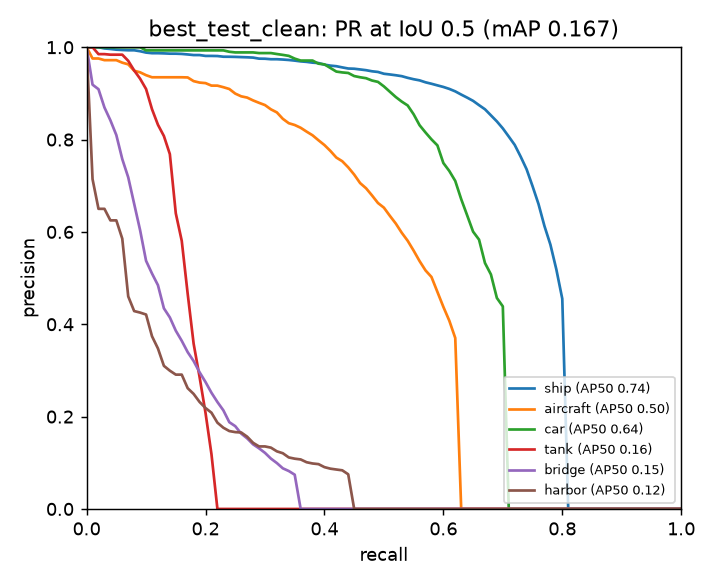 best_test_clean: PR at IoU 0.5 (mAP 0.167)
1.0
0.8
0.6
0.4
0.2
0.0
precision
0.0 0.2 0.4 0.6 0.8 1.0
recall
ship (AP50 0.74)
aircraft (AP50 0.50)
car (AP50 0.64)
tank (AP50 0.16)
bridge (AP50 0.15)
harbor (AP50 0.12)